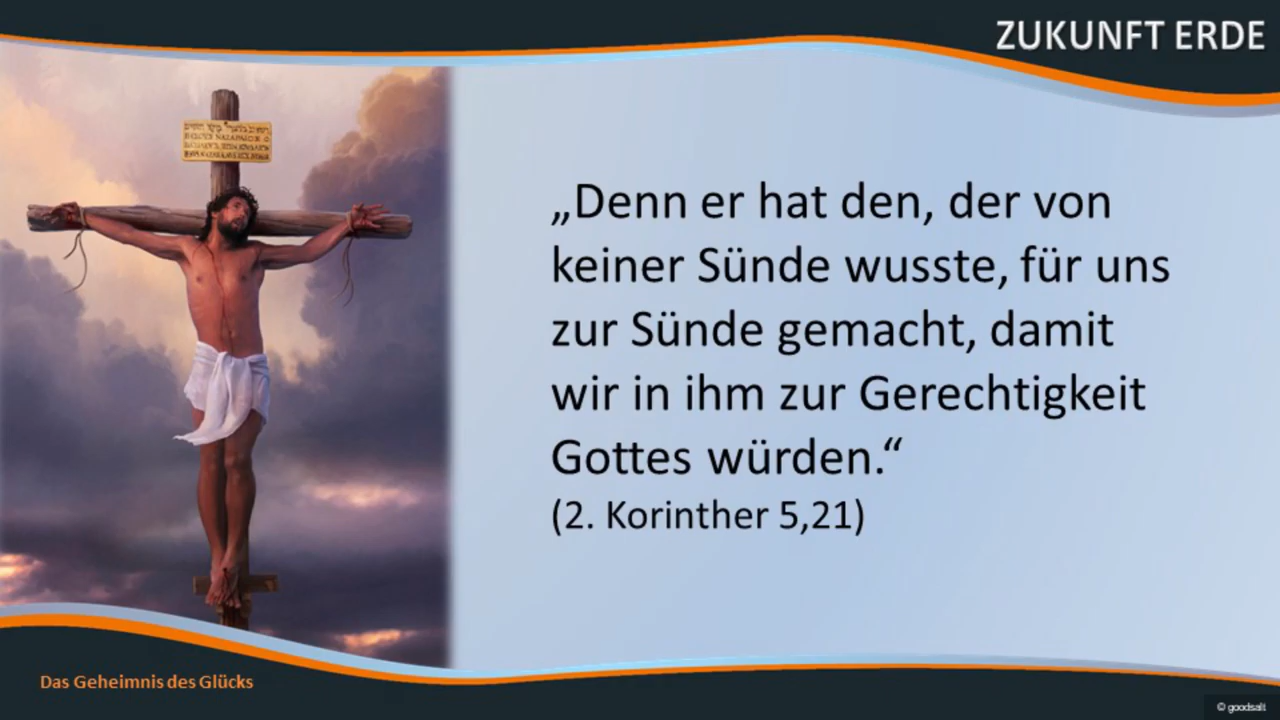 ZUKUNFT ERDE
„Denn er hat den, der von
keiner Sünde wusste, für uns
zur Sünde gemacht, damit
wir in ihm zur Gerechtigkeit
Gottes würden.“
(2. Korinther 5,21)
Das Geheimnis des Glücks
© goodsalt